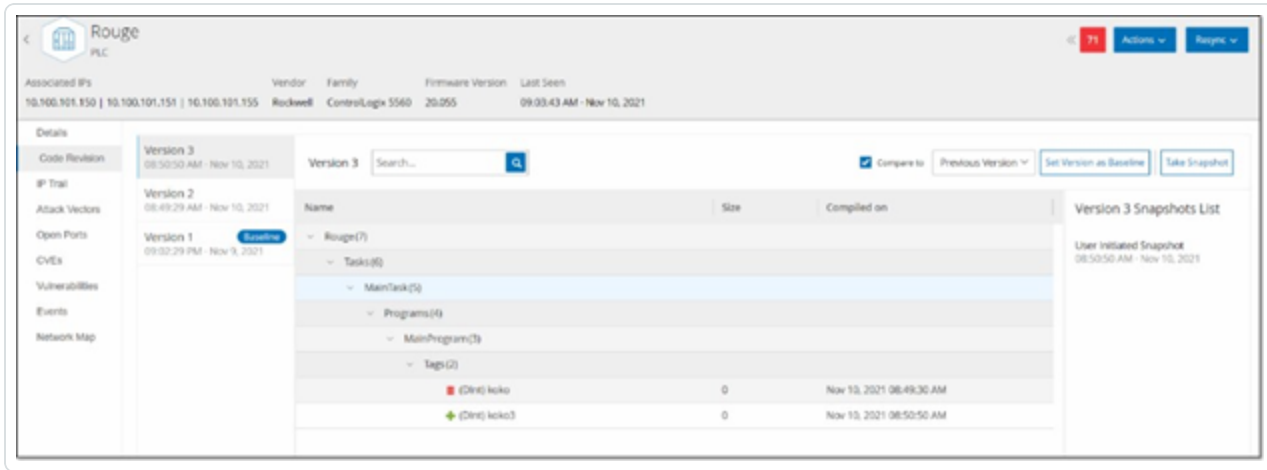 Rouge
PLC
71 Actions Resync
Associated IPs Vendor Family Firmware Version Last Seen
10.100.101.150 | 10.100.101.151 | 10.100.101.155 Rockwell ControlLogix 5560 20.055 09:03:43 AM - Nov 10, 2021
Details
Code Revision
IP Trail
Attack Vectors
Open Ports
CVEs
Vulnerabilities
Events
Network Map
Version 3
08:50:50 AM - Nov 10, 2021
Version 2
08:49:29 AM - Nov 10, 2021
Version 1 Baseline
09:02:29 PM - Nov 9, 2021
Version 3 Search... Compare to Previous Version Set Version as Baseline Take Snapshot
Name Size Compiled on
Rouge(7)
Tasks(6)
MainTask(5)
Programs(4)
MainProgram(3)
Tags(2)
(DInt) koko 0 Nov 10, 2021 08:49:30 AM
(DInt) koko3 0 Nov 10, 2021 08:50:50 AM
Version 3 Snapshots List
User Initiated Snapshot
08:50:50 AM - Nov 10, 2021